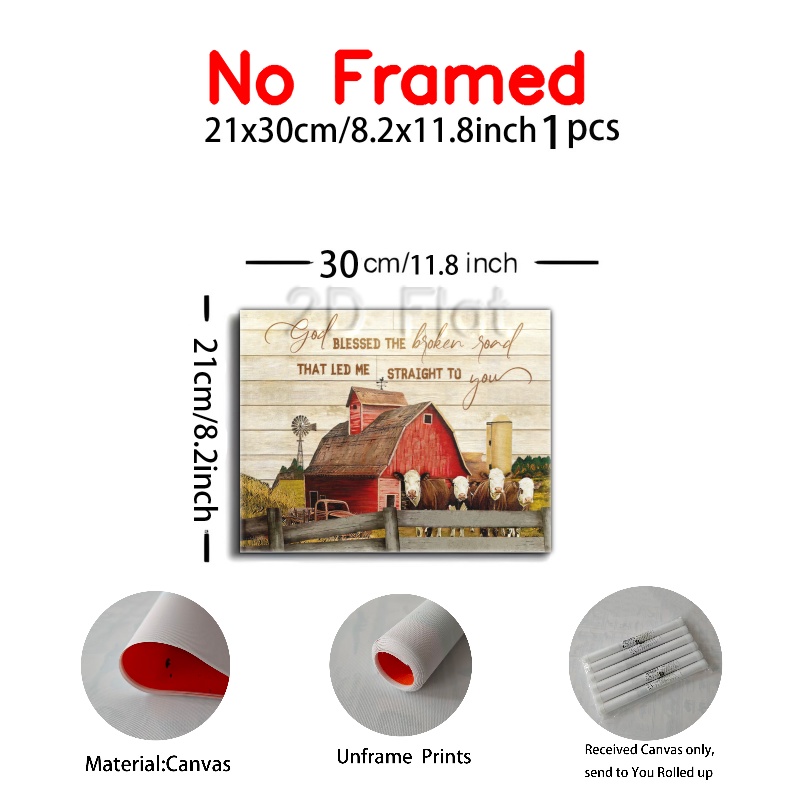 No Framed
21x30cm/8.2x11.8inch 1 pcs
30 cm/11.8 inch
2D Flat
21cm/8.2inch
God BLESSED THE broken road
THAT LED ME STRAIGHT TO you
Material:Canvas
Unframe Prints
Received Canvas only,
send to You Rolled up